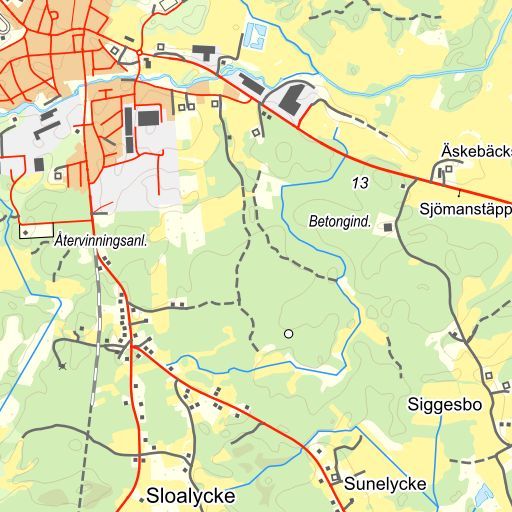 Äskebäcks
13
Sjömanstäpp
Betongind.
Återvinningsanl.
Siggesbo
Sunelycke
Sloalycke